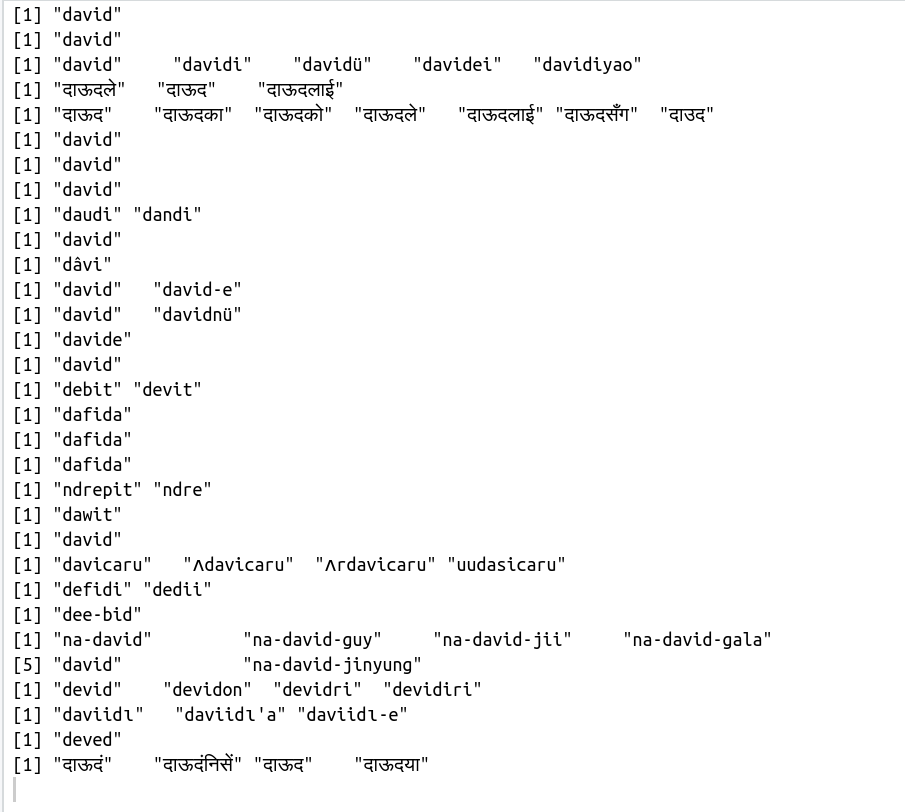 [1] "david"
[1] "david"
[1] "david" "davidi" "davidü" "davidei" "davidiyao"
[1] "दाऊदले" "दाऊद" "दाऊदलाई"
[1] "दाऊद" "दाऊदका" "दाऊदको" "दाऊदले" "दाऊदलाई" "दाऊदसँग" "दाउद"
[1] "david"
[1] "david"
[1] "david"
[1] "daudi" "dandi"
[1] "david"
[1] "dâvi"
[1] "david" "david-e"
[1] "david" "davidnü"
[1] "davide"
[1] "david"
[1] "debit" "devit"
[1] "dafida"
[1] "dafida"
[1] "dafida"
[1] "ndrepit" "ndre"
[1] "dawit"
[1] "david"
[1] "davicaru" "ʌdavicaru" "ʌrdavicaru" "uudasicaru"
[1] "defidi" "dedii"
[1] "dee-bid"
[1] "na-david" "na-david-guy" "na-david-jii" "na-david-gala"
[5] "david" "na-david-jinyung"
[1] "devid" "devidon" "devidri" "devidiri"
[1] "daviidɩ" "daviidɩ'a" "daviidɩ-e"
[1] "deved"
[1] "दाऊदं" "दाऊदंनिसें" "दाऊद" "दाऊदया"